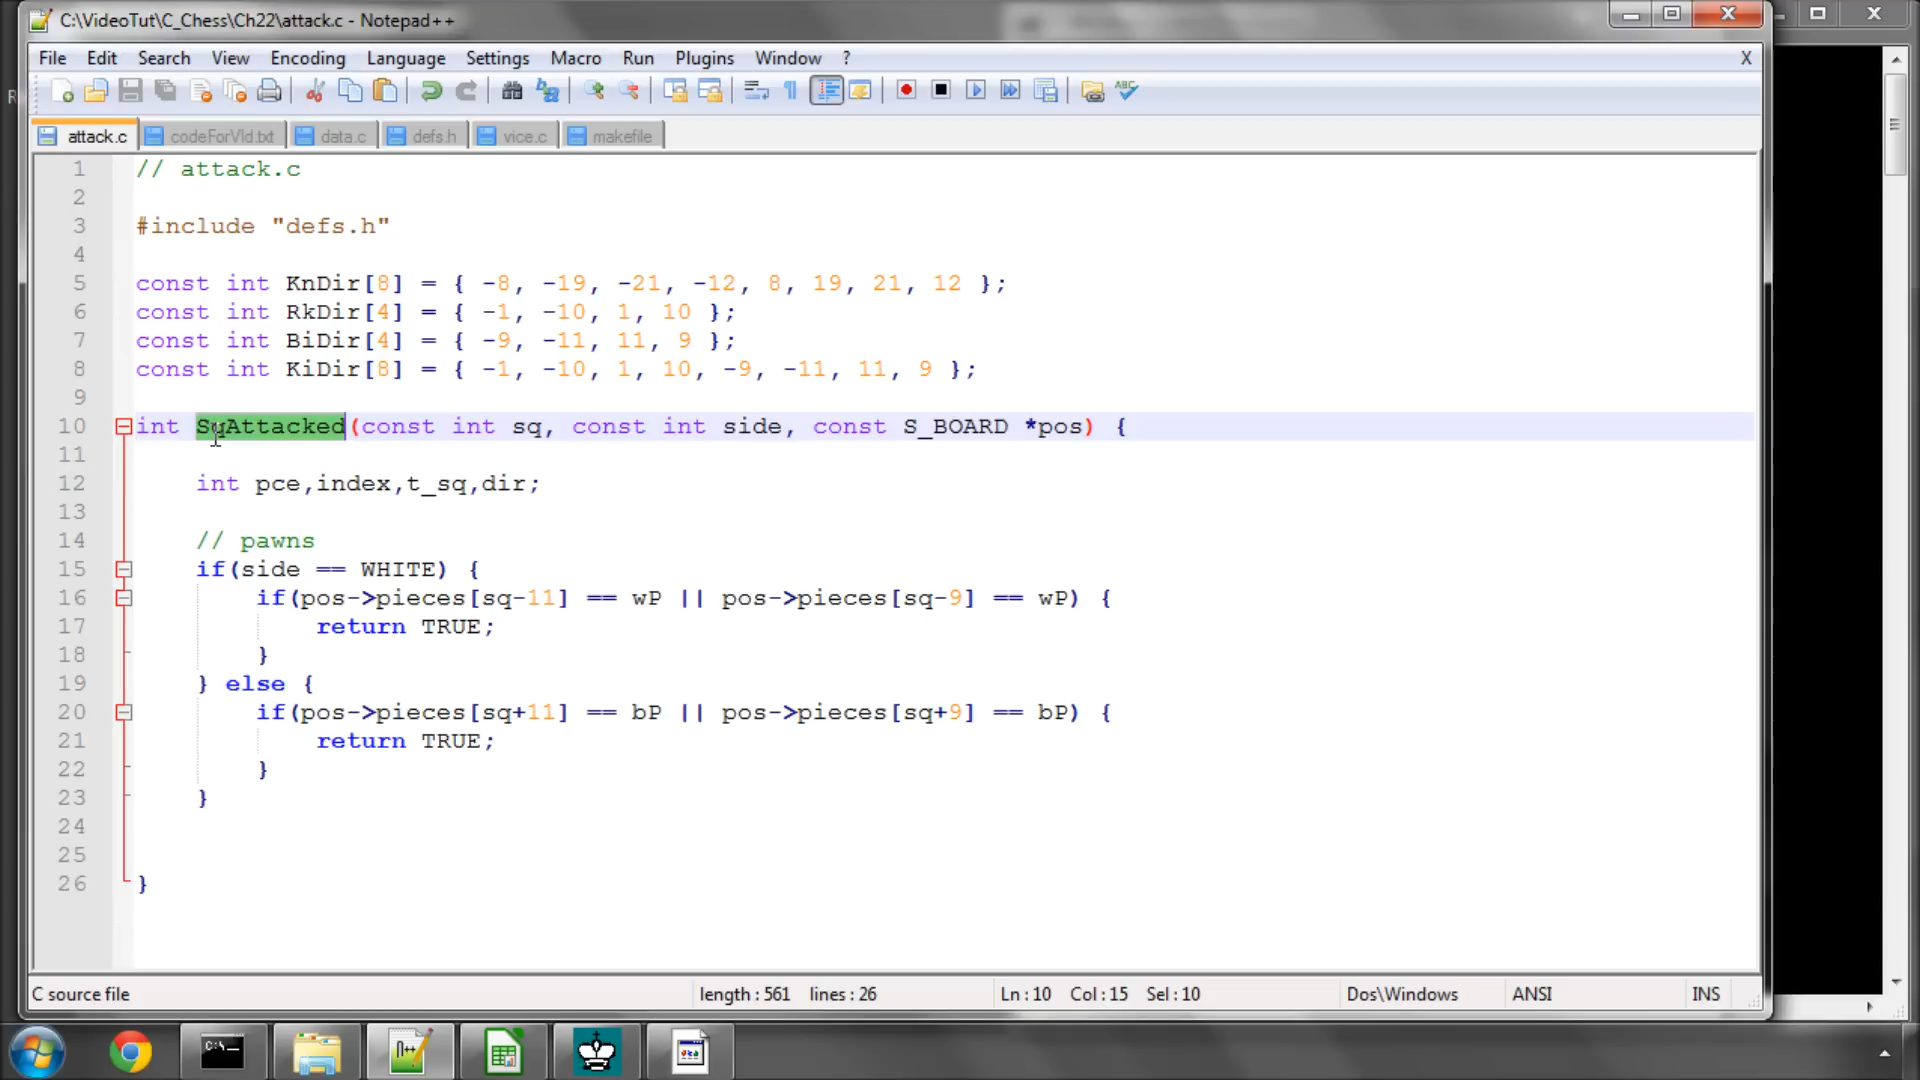 C:\VideoTut\C_Chess\Ch22\attack.c - Notepad++
File Edit Search View Encoding Language Settings Macro Run Plugins Window ? X
attack.c codeForVid.txt data.c defs.h vice.c makefile
1 // attack.c
2
3 #include "defs.h"
4
5 const int KnDir[8] = { -8, -19, -21, -12, 8, 19, 21, 12 };
6 const int RkDir[4] = { -1, -10, 1, 10 };
7 const int BiDir[4] = { -9, -11, 11, 9 };
8 const int KiDir[8] = { -1, -10, 1, 10, -9, -11, 11, 9 };
9
10 int SqAttacked(const int sq, const int side, const S_BOARD *pos) {
11
12 int pce,index,t_sq,dir;
13
14 // pawns
15 if(side == WHITE) {
16 if(pos->pieces[sq-11] == wP || pos->pieces[sq-9] == wP) {
17 return TRUE;
18 }
19 } else {
20 if(pos->pieces[sq+11] == bP || pos->pieces[sq+9] == bP) {
21 return TRUE;
22 }
23 }
24
25
26 }
C source file length : 561 lines : 26 Ln : 10 Col : 15 Sel : 10 Dos\Windows ANSI INS